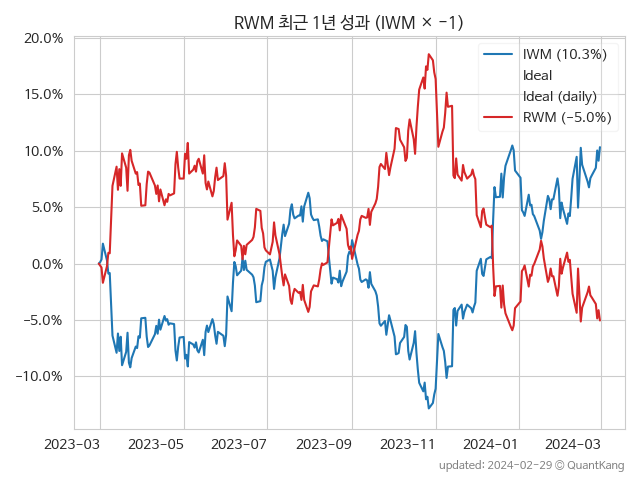 RWM 최근 1년 성과 (IWM × −1)
20.0%
15.0%
10.0%
5.0%
0.0%
−5.0%
−10.0%
IWM (10.3%)
Ideal
Ideal (daily)
RWM (−5.0%)
2023-03
2023-05
2023-07
2023-09
2023-11
2024-01
2024-03
updated: 2024-02-29 © QuantKang